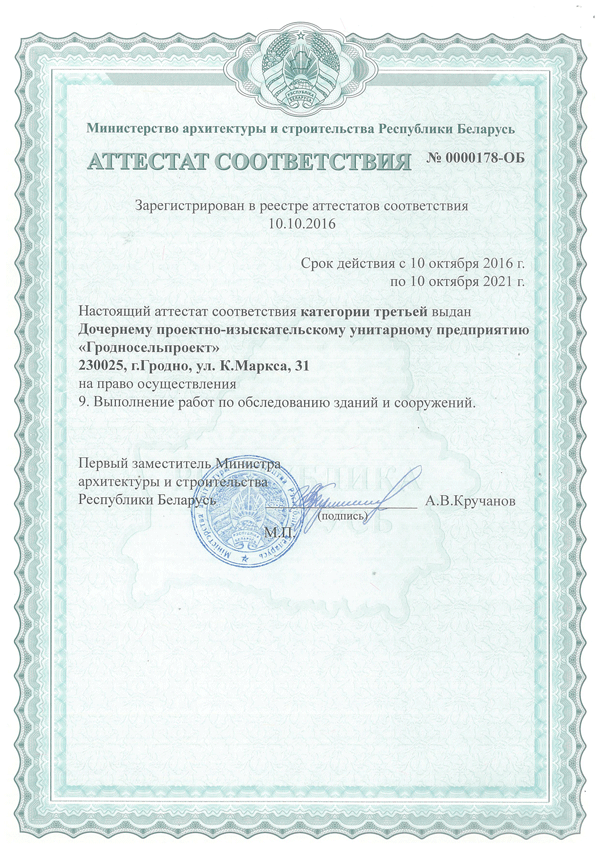 Министерство архитектуры и строительства Республики Беларусь
АТТЕСТАТ СООТВЕТСТВИЯ № 0000178-ОБ
Зарегистрирован в реестре аттестатов соответствия
10.10.2016
Срок действия с 10 октября 2016 г.
по 10 октября 2021 г.
Настоящий аттестат соответствия категории третьей выдан
Дочернему проектно-изыскательскому унитарному предприятию
«Гродносельпроект»
230025, г.Гродно, ул. К.Маркса, 31
на право осуществления
9. Выполнение работ по обследованию зданий и сооружений.
Первый заместитель Министра
архитектуры и строительства
Республики Беларусь А.В.Кручанов
(подпись)
М.П.